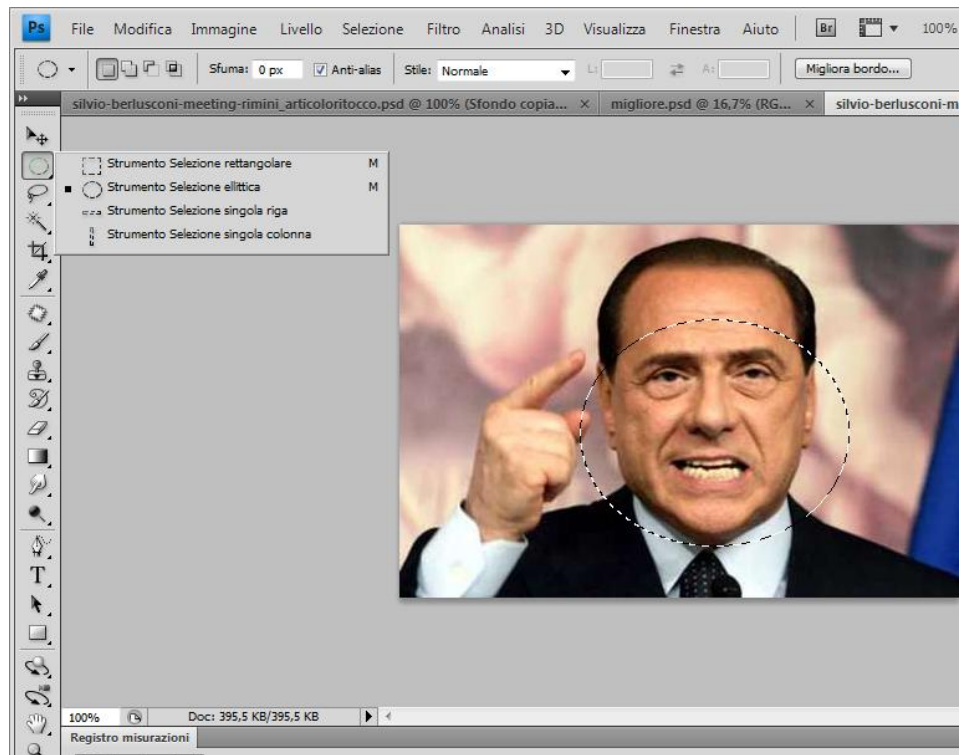 Ps File Modifica Immagine Livello Selezione Filtro Analisi 3D Visualizza Finestra Aiuto Br 100%
Sfuma: 0 px Anti-alias Stile: Normale L: A: Migliora bordo...
silvio-berlusconi-meeting-rimini_articoloritocco.psd @ 100% (Sfondo copia... × migliore.psd @ 16,7% (RG... × silvio-berlusconi-m
Strumento Selezione rettangolare M
Strumento Selezione ellittica M
Strumento Selezione singola riga
Strumento Selezione singola colonna
T
100% Doc: 395,5 KB/395,5 KB
Registro misurazioni